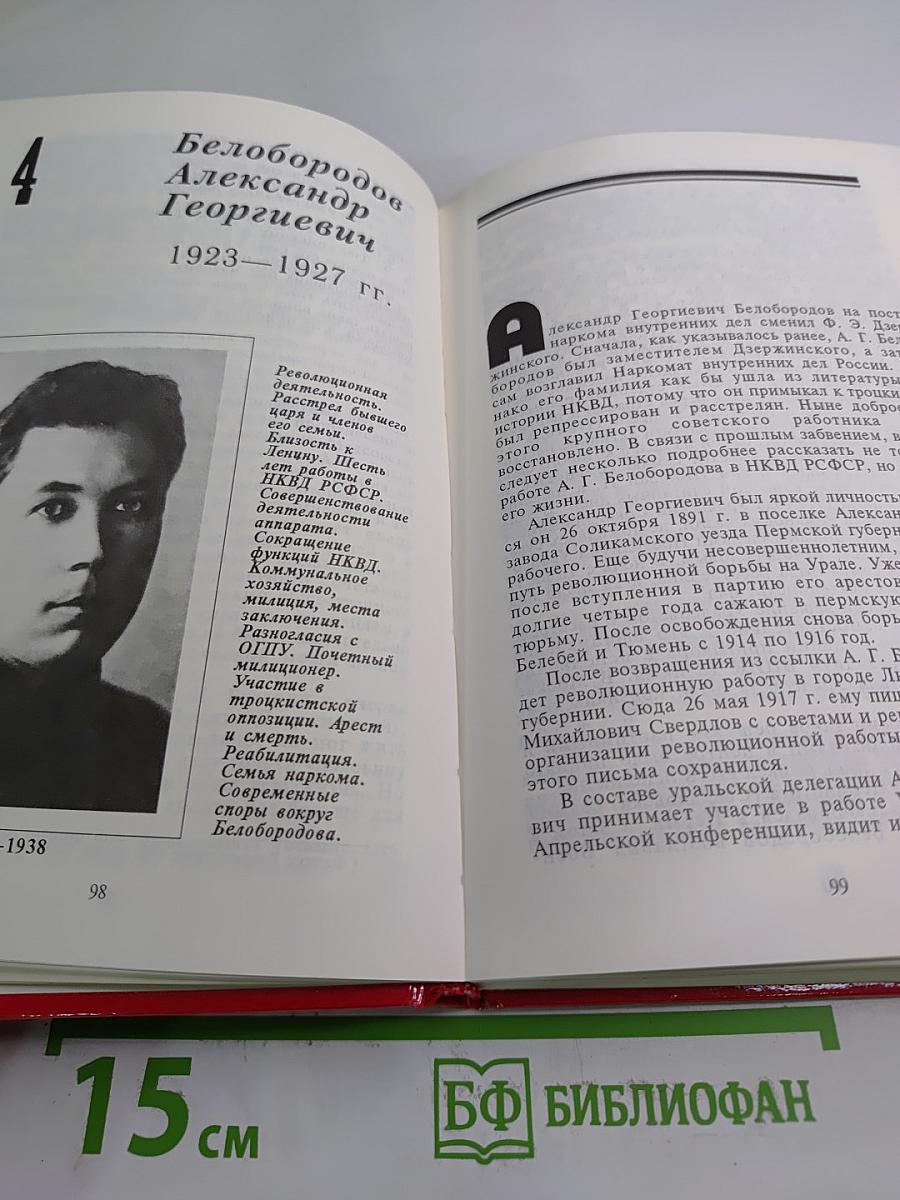 4
Белобородов
Александр
Георгиевич
1923—1927 гг.
Революционная
деятельность.
Расстрел бывшего
царя и членов
его семьи.
Близость к
Ленину. Шесть
лет работы в
НКВД РСФСР.
Совершенствование
деятельности
аппарата.
Сокращение
функций НКВД.
Коммунальное
хозяйство,
милиция, места
заключения.
Разногласия с
ОГПУ. Почетный
милиционер.
Участие в
троцкистской
оппозиции. Арест
и смерть.
Реабилитация.
Семья наркома.
Современные
споры вокруг
Белобородова.
-1938
98
Александр Георгиевич Белобородов на пост
наркома внутренних дел сменил Ф. Э. Дзер
жинского. Сначала, как указывалось ранее, А. Г. Бел
бородов был заместителем Дзержинского, а зат
сам возглавил Наркомат внутренних дел России.
нако его фамилия как бы ушла из литературы
истории НКВД, потому что он примыкал к троцки
был репрессирован и расстрелян. Ныне доброе
этого крупного советского работника
восстановлено. В связи с прошлым забвением, в
следует несколько подробнее рассказать не то
работе А. Г. Белобородова в НКВД РСФСР, но
его жизни.
Александр Георгиевич был яркой личность
ся он 26 октября 1891 г. в поселке Алексан
завода Соликамского уезда Пермской губерн
рабочего. Еще будучи несовершеннолетним,
путь революционной борьбы на Урале. Уже
после вступления в партию его арестов
долгие четыре года сажают в пермскую
тюрьму. После освобождения снова борь
Белебей и Тюмень с 1914 по 1916 год.
После возвращения из ссылки А. Г. Б
дет революционную работу в городе Лы
губернии. Сюда 26 мая 1917 г. ему пиш
Михайлович Свердлов с советами и ре
организации революционной работы
этого письма сохранился.
В составе уральской делегации А
вич принимает участие в работе
Апрельской конференции, видит и
99
15 см
БФ БИБЛИОФАН